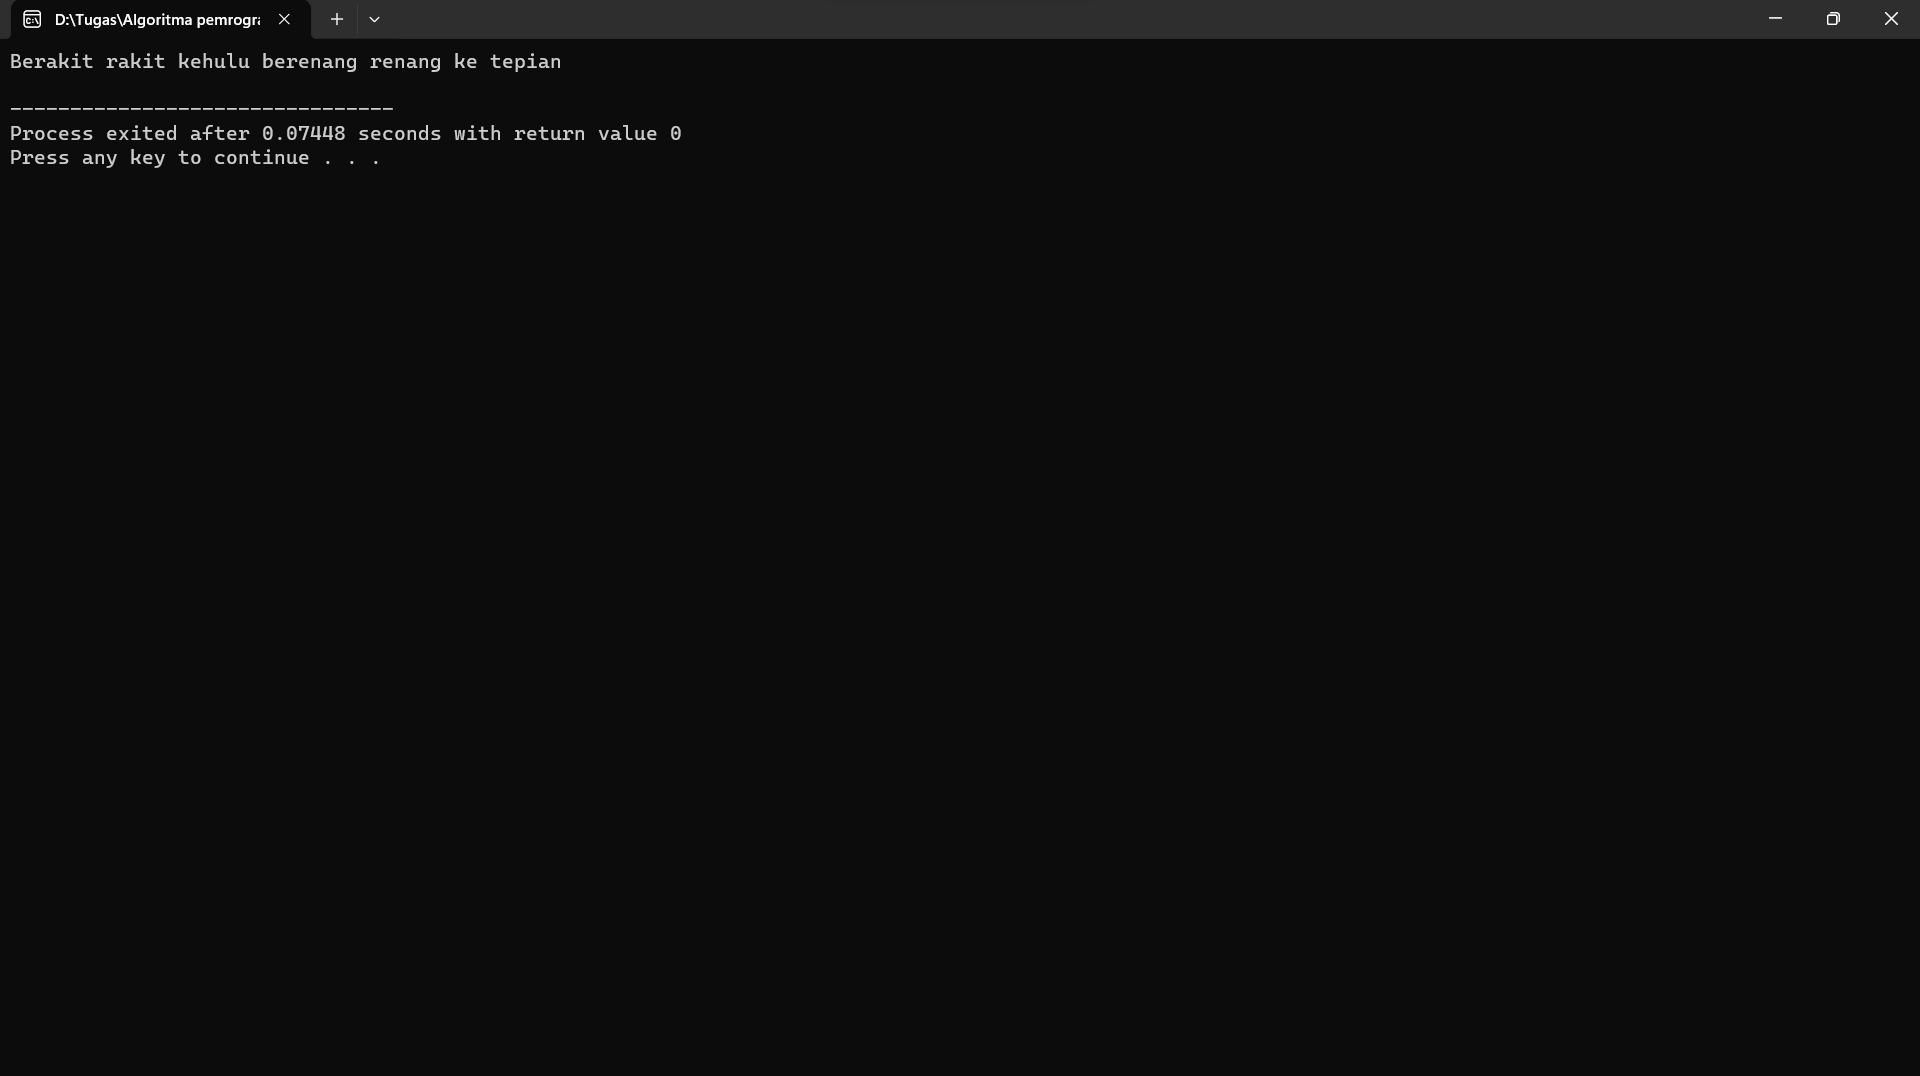 D:\Tugas\Algoritma pemrogra
Berakit rakit kehulu berenang renang ke tepian
--------------------------------
Process exited after 0.07448 seconds with return value 0
Press any key to continue . . .